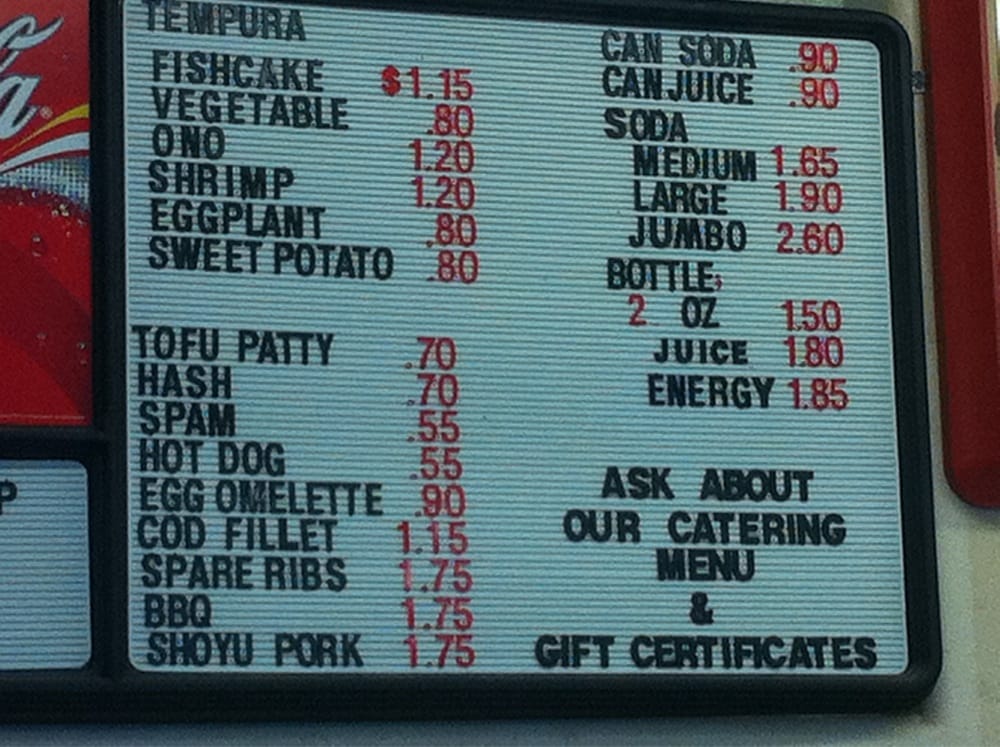 TEMPURA
FISHCAKE $1.15
VEGETABLE .80
ONO 1.20
SHRIMP 1.20
EGGPLANT .80
SWEET POTATO .80
TOFU PATTY .70
HASH .70
SPAM .55
HOT DOG .55
EGG OMELETTE .90
COD FILLET 1.15
SPARE RIBS 1.75
BBQ 1.75
SHOYU PORK 1.75
CAN SODA .90
CAN JUICE .90
SODA
MEDIUM 1.65
LARGE 1.90
JUMBO 2.60
BOTTLE;
2 OZ 1.50
JUICE 1.80
ENERGY 1.85
ASK ABOUT
OUR CATERING
MENU
&
GIFT CERTIFICATES
P